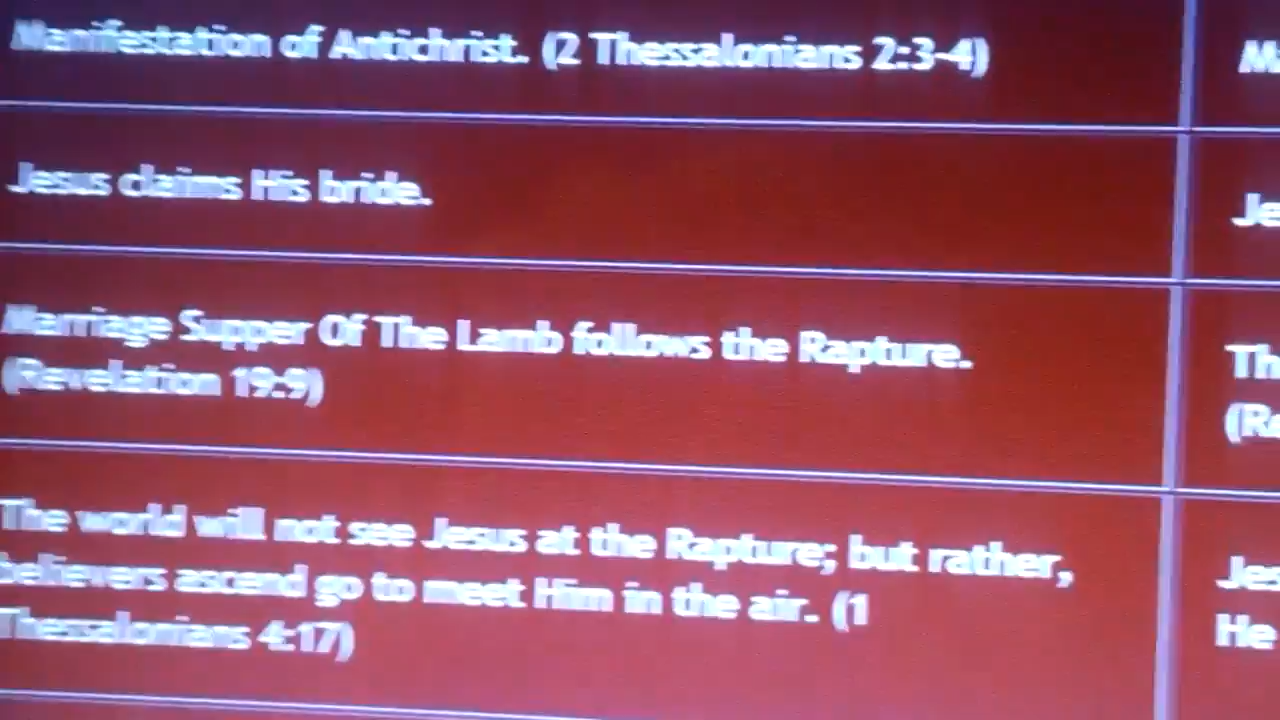 Manifestation of Antichrist. (2 Thessalonians 2:3-4)
Jesus claims His bride.
Marriage Supper Of The Lamb follows the Rapture.
(Revelation 19:9)
Th
The world will not see Jesus at the Rapture; but rather,
believers ascend go to meet Him in the air. (1
Thessalonians 4:17)
He